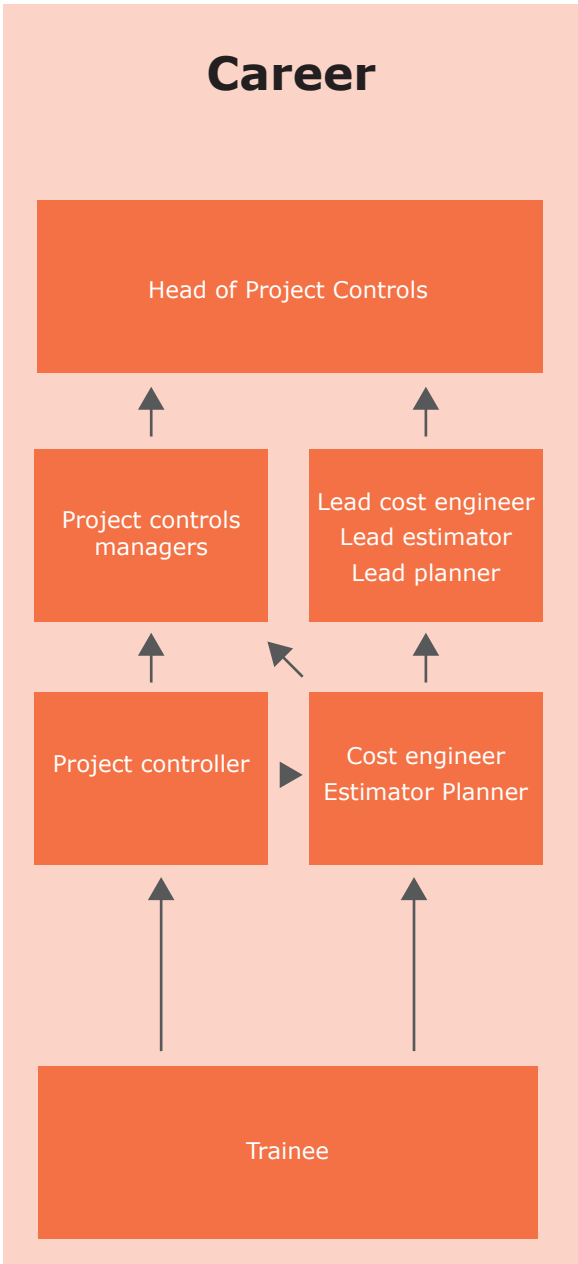 Career
Head of Project Controls
Project controls
managers
Lead cost engineer
Lead estimator
Lead planner
Project controller
Cost engineer
Estimator Planner
Trainee